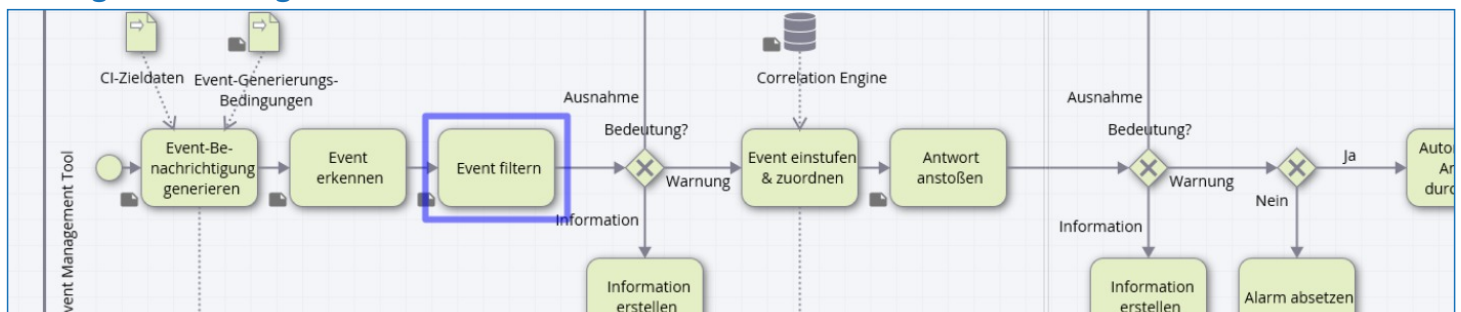 CI-Zieldaten
Event-Generierungs-
Bedingungen
Correlation Engine
Ausnahme
Ausnahme
Bedeutung?
Bedeutung?
Event-Be-
nachrichtigung
generieren
Event
erkennen
Event filtern
Warnung
Event einstufen
& zuordnen
Antwort
anstoßen
Warnung
Ja
Nein
Information
Information
Information
erstellen
Information
erstellen
Alarm absetzen
vent Management Tool